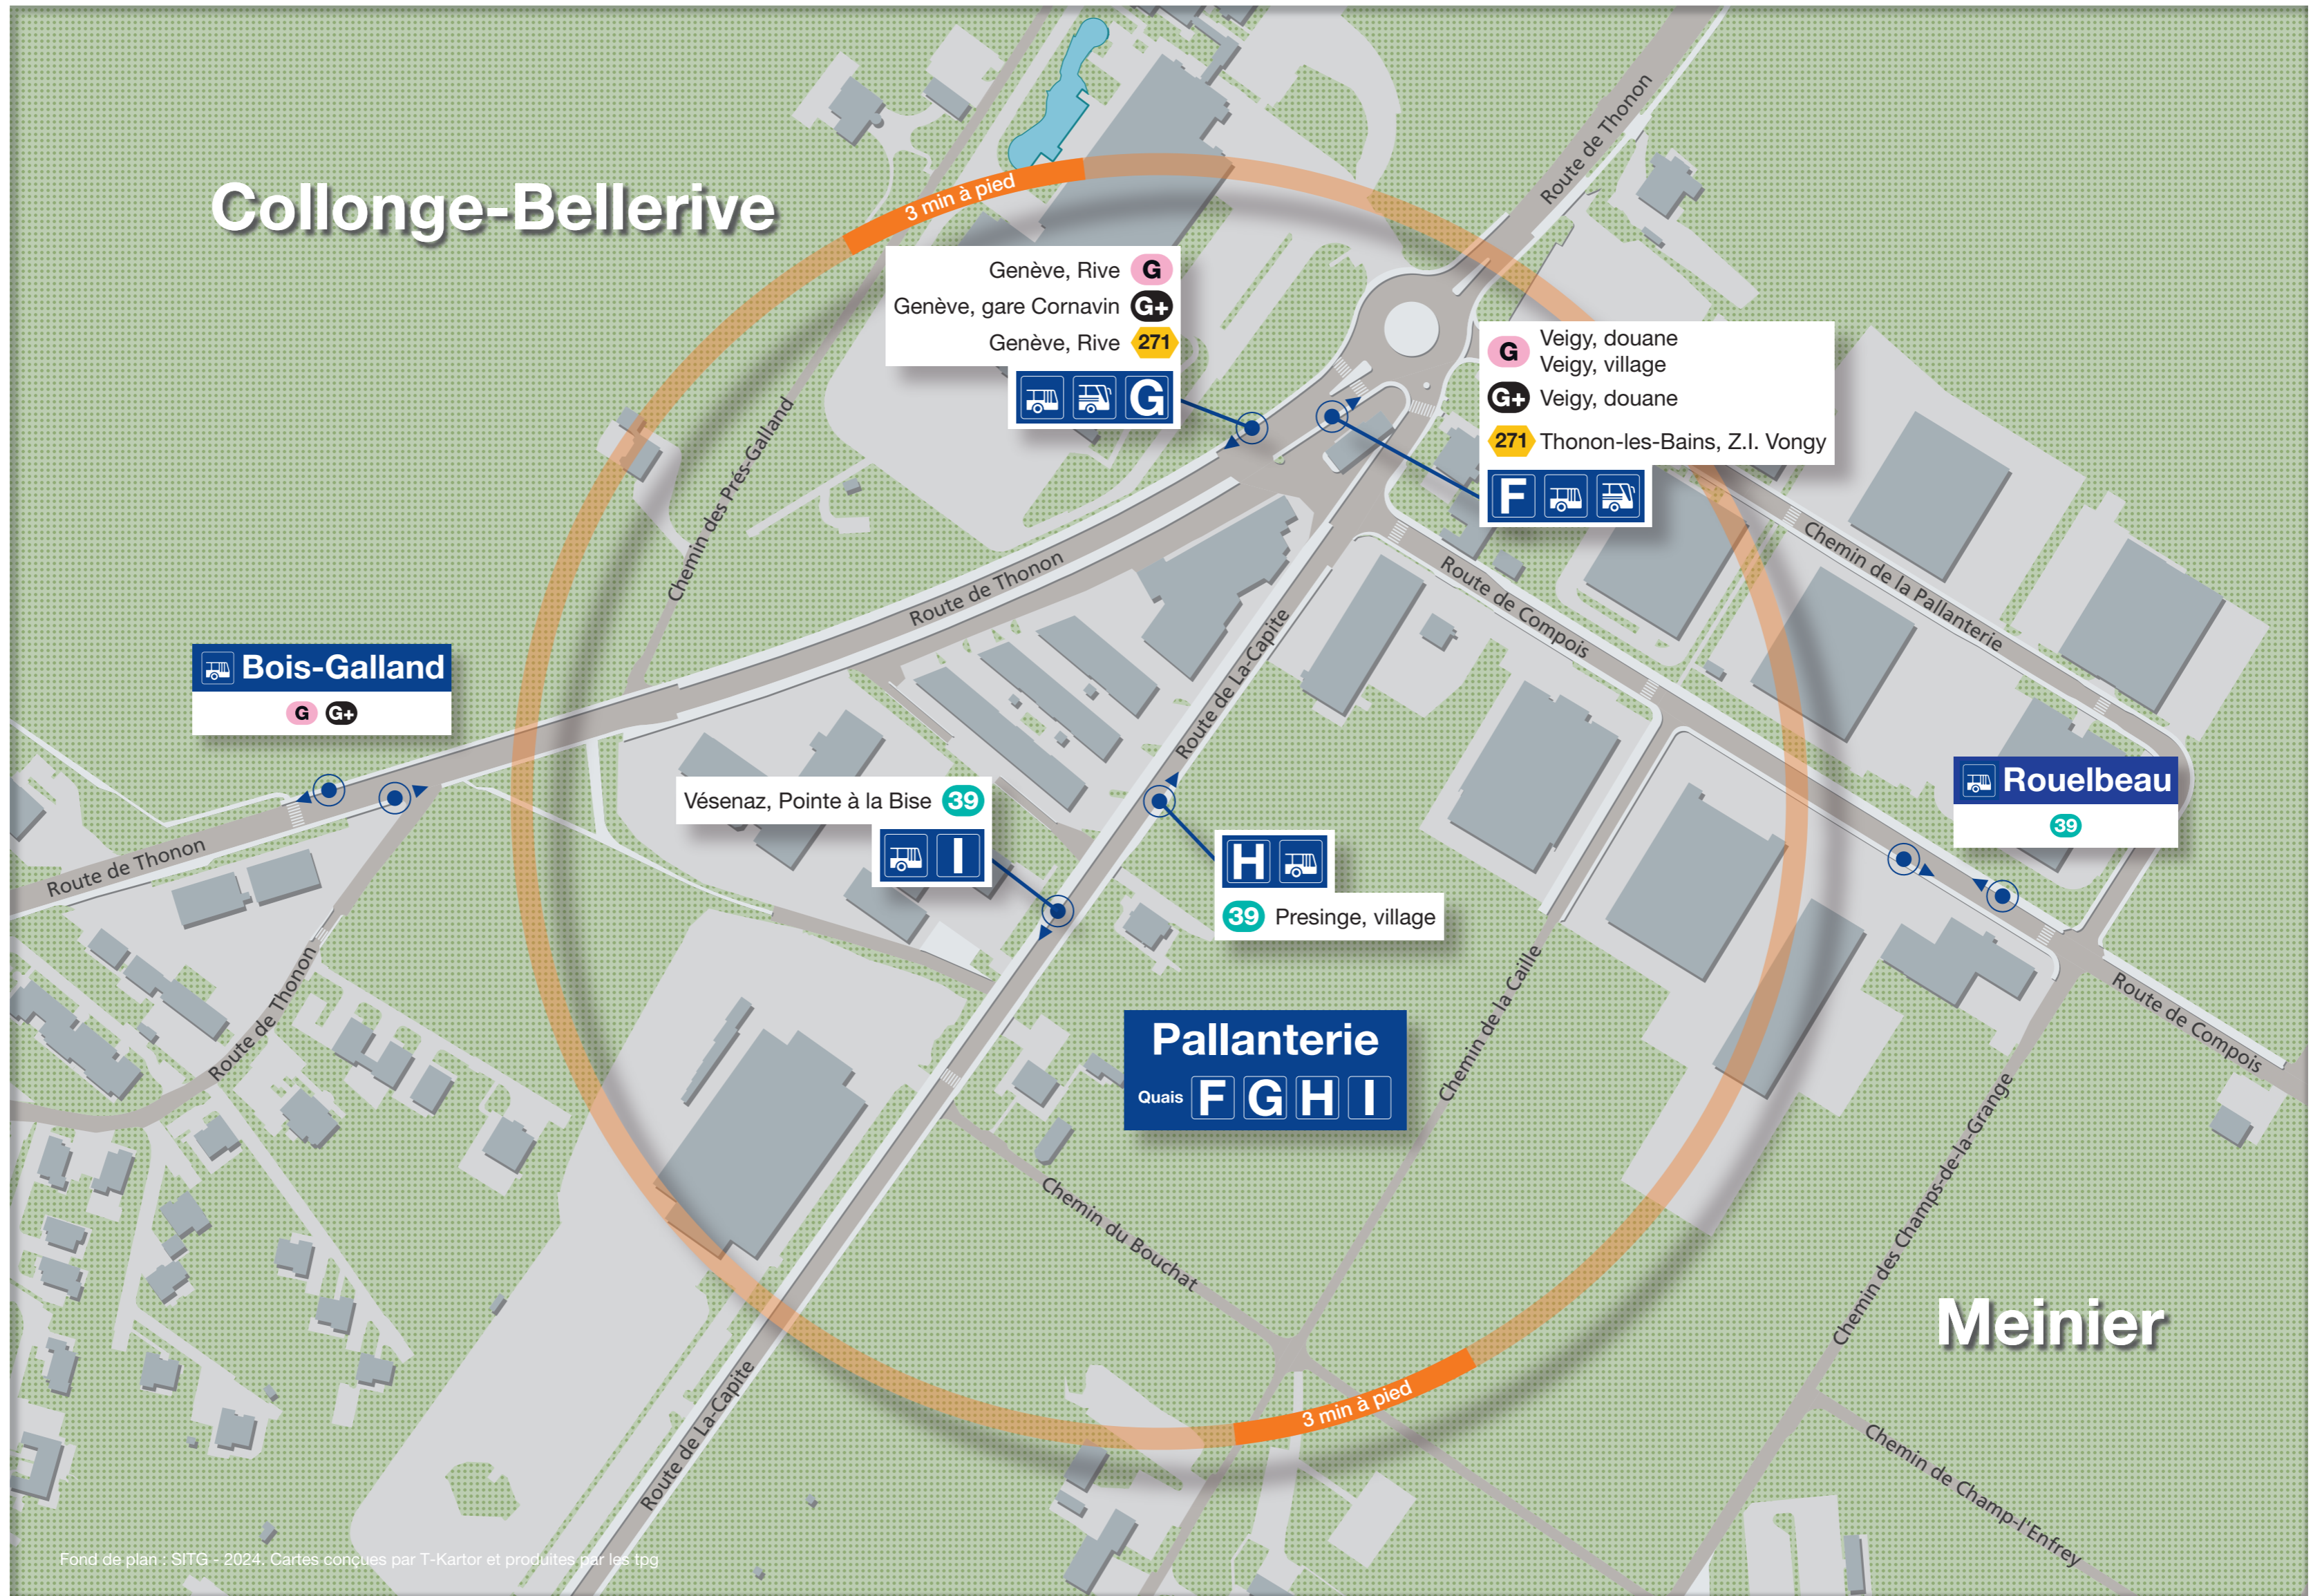 Route de Thonon
3 min à pied
Collonge-Bellerive
Genève, Rive G
Genève, gare Cornavin G+
Genève, Rive 271
G
G Veigy, douane
Veigy, village
G+ Veigy, douane
271 Thonon-les-Bains, Z.I. Vongy
F
Chemin des Prés-Galland
Route de Thonon
Route de Compois
Chemin de la Pallanterie
Route de La-Capite
Bois-Galland
G G+
Route de Thonon
Vésenaz, Pointe à la Bise 39
I
H
39 Presinge, village
Rouelbeau
39
Route de Thonon
Chemin de la Caille
Route de Compois
Pallanterie
Quais F G H I
Chemin du Bouchat
Chemin des Champs-de-la-Grange
Meinier
3 min à pied
Route de La-Capite
Chemin de Champ-l'Enfrey
Fond de plan : SITG - 2024. Cartes conçues par T-Kartor et produites par les tpg